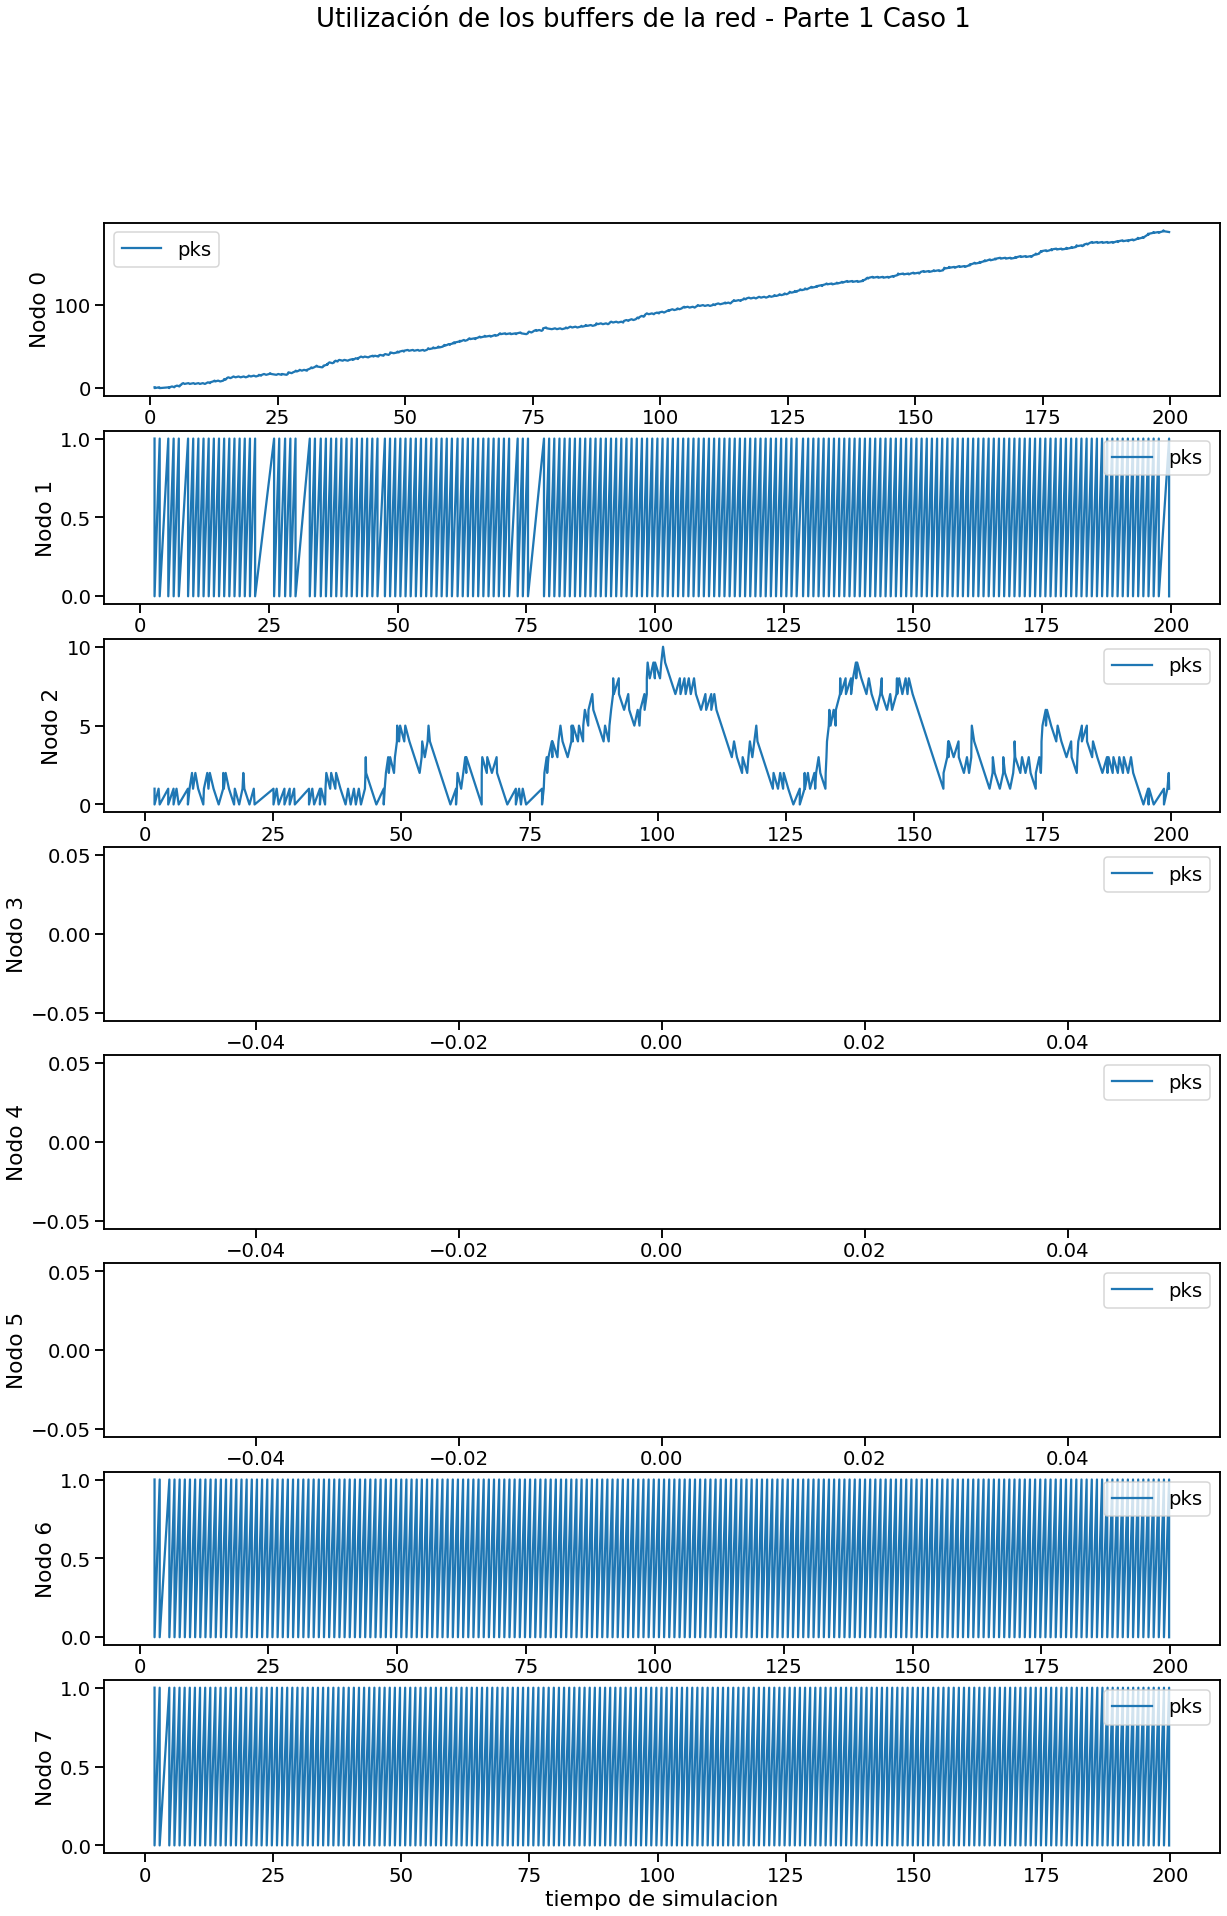 Utilización de los buffers de la red - Parte 1 Caso 1
pks
Nodo 0
100
0
0 25 50 75 100 125 150 175 200
pks
Nodo 1
1.0
0.5
0.0
0 25 50 75 100 125 150 175 200
pks
Nodo 2
10
5
0
0 25 50 75 100 125 150 175 200
pks
Nodo 3
0.05
0.00
−0.05
−0.04 −0.02 0.00 0.02 0.04
pks
Nodo 4
0.05
0.00
−0.05
−0.04 −0.02 0.00 0.02 0.04
pks
Nodo 5
0.05
0.00
−0.05
−0.04 −0.02 0.00 0.02 0.04
pks
Nodo 6
1.0
0.5
0.0
0 25 50 75 100 125 150 175 200
pks
Nodo 7
1.0
0.5
0.0
0 25 50 75 100 125 150 175 200
tiempo de simulacion